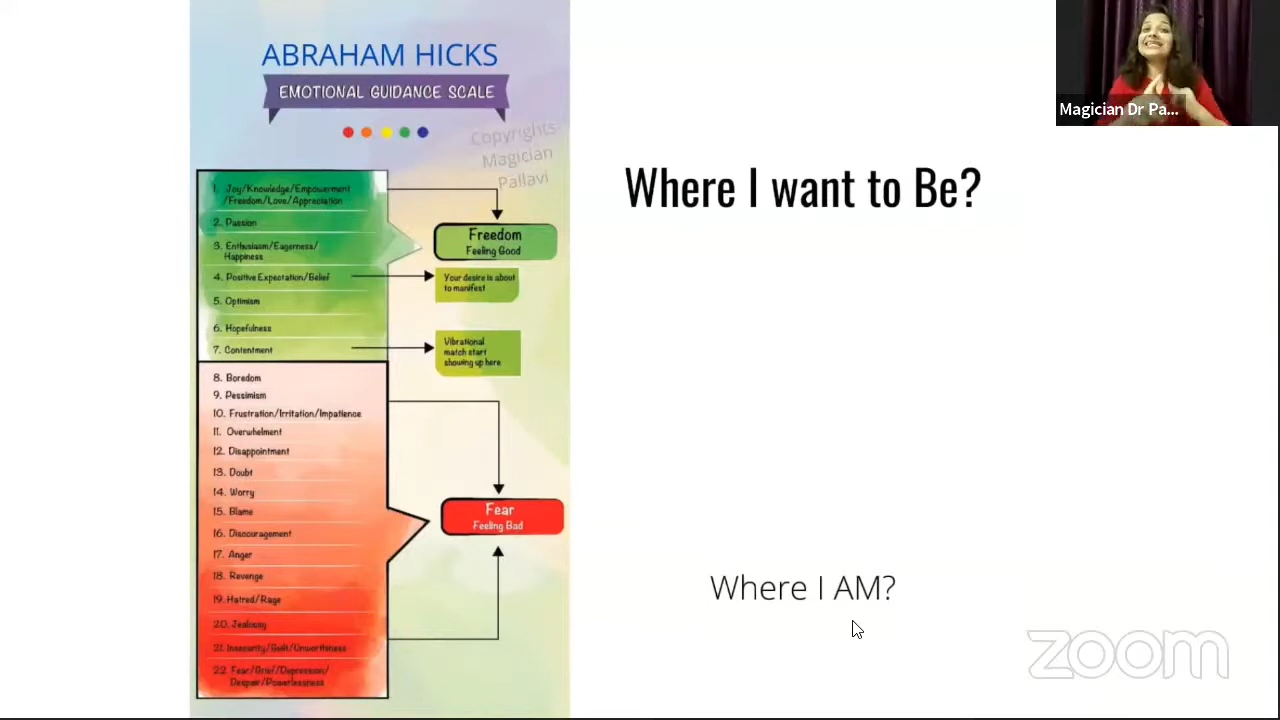 ABRAHAM HICKS
EMOTIONAL GUIDANCE SCALE
Copyrights
Magician
Pallavi
1. Joy/Knowledge/Empowerment
/Freedom/Love/Appreciation
2. Passion
3. Enthusiasm/Eagerness/
Happiness
4. Positive Expectation/Belief
5. Optimism
6. Hopefulness
7. Contentment
Freedom
Feeling Good
Your desire is about
to manifest
Vibrational
match start
showing up here
8. Boredom
9. Pessimism
10. Frustration/Irritation/Impatience
11. Overwhelment
12. Disappointment
13. Doubt
14. Worry
15. Blame
16. Discouragement
17. Anger
18. Revenge
19. Hatred/Rage
20. Jealousy
21. Insecurity/Guilt/Unworthiness
22. Fear/Grief/Depression/
Despair/Powerlessness
Fear
Feeling Bad
Where I want to Be?
Where I AM?
Magician Dr Pa...
zoom